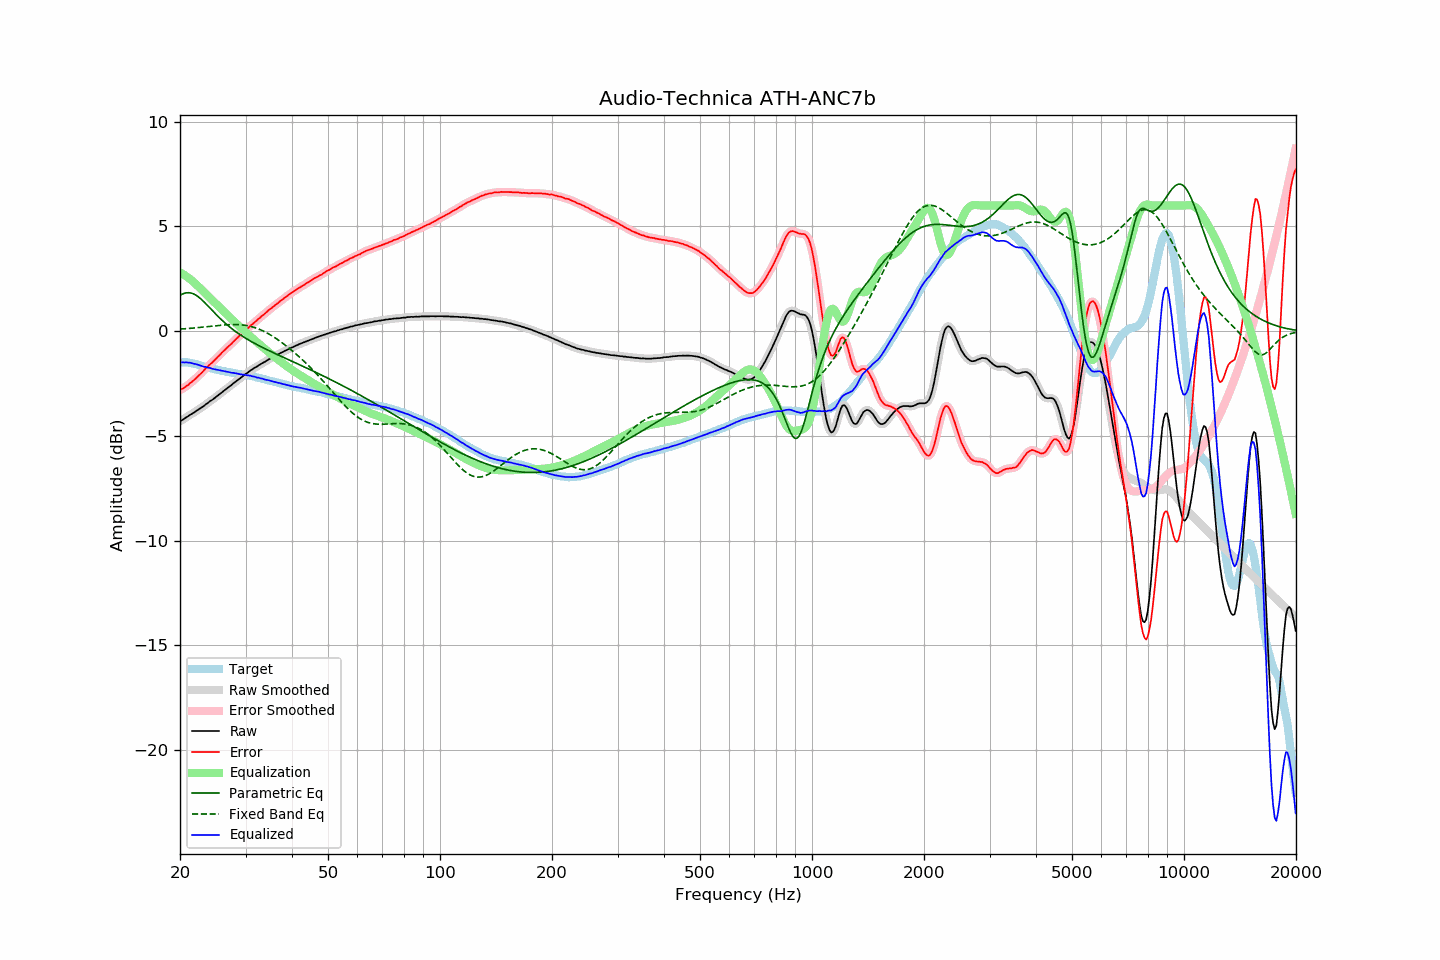 Audio-Technica ATH-ANC7b
10
5
0
−5
−10
−15
−20
Amplitude (dBr)
Target
Raw Smoothed
Error Smoothed
Raw
Error
Equalization
Parametric Eq
Fixed Band Eq
Equalized
20 50 100 200 500 1000 2000 5000 10000 20000
Frequency (Hz)